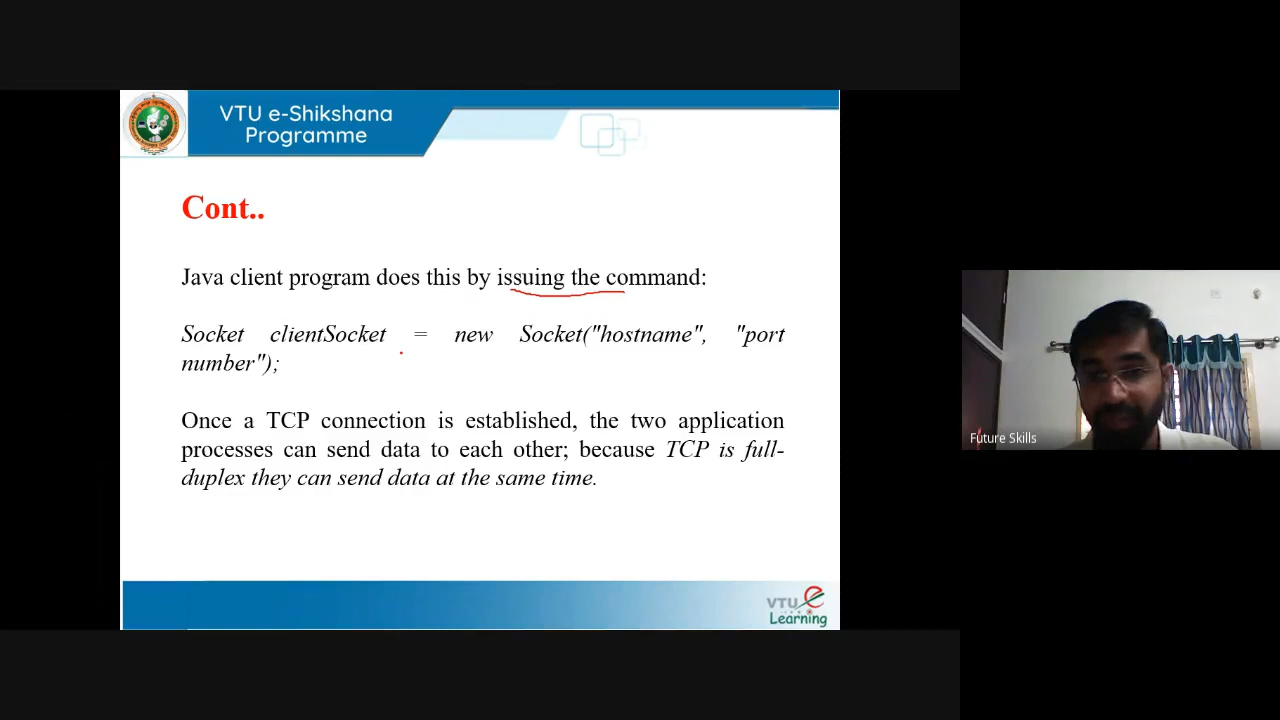 VTU e-Shikshana
Programme
Cont..
Java client program does this by issuing the command:
Socket clientSocket = new Socket("hostname", "port
number");
Once a TCP connection is established, the two application
processes can send data to each other; because TCP is full-
duplex they can send data at the same time.
Future Skills
VTU e
Learning